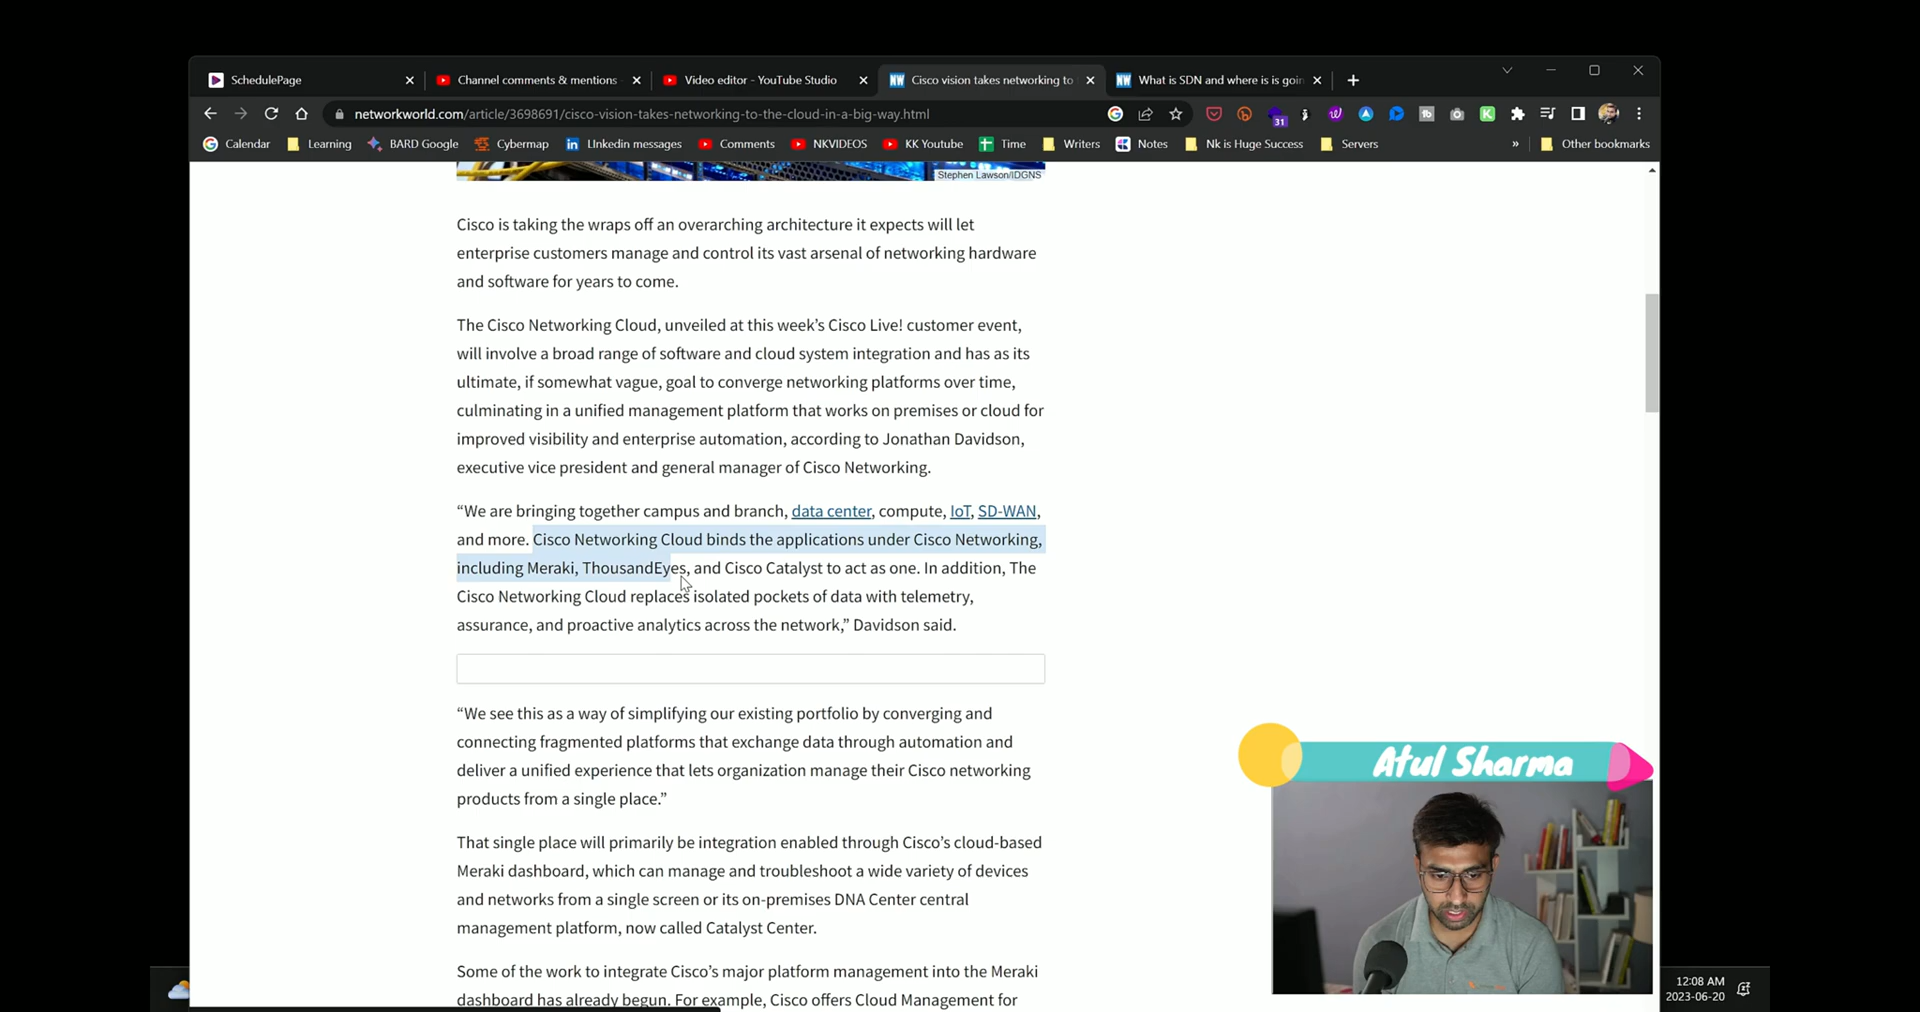 SchedulePage
Channel comments & mentions
Video editor - YouTube Studio
Cisco vision takes networking to
What is SDN and where is is goin
networkworld.com/article/3698691/cisco-vision-takes-networking-to-the-cloud-in-a-big-way.html
31
Calendar
Learning
BARD Google
Cybermap
LInkedin messages
Comments
NKVIDEOS
KK Youtube
Time
Writers
Notes
Nk is Huge Success
Servers
»
Other bookmarks
Stephen Lawson/IDGNS
Cisco is taking the wraps off an overarching architecture it expects will let
enterprise customers manage and control its vast arsenal of networking hardware
and software for years to come.
The Cisco Networking Cloud, unveiled at this week’s Cisco Live! customer event,
will involve a broad range of software and cloud system integration and has as its
ultimate, if somewhat vague, goal to converge networking platforms over time,
culminating in a unified management platform that works on premises or cloud for
improved visibility and enterprise automation, according to Jonathan Davidson,
executive vice president and general manager of Cisco Networking.
“We are bringing together campus and branch, data center, compute, IoT, SD-WAN,
and more. Cisco Networking Cloud binds the applications under Cisco Networking,
including Meraki, ThousandEyes, and Cisco Catalyst to act as one. In addition, The
Cisco Networking Cloud replaces isolated pockets of data with telemetry,
assurance, and proactive analytics across the network,” Davidson said.
“We see this as a way of simplifying our existing portfolio by converging and
connecting fragmented platforms that exchange data through automation and
deliver a unified experience that lets organization manage their Cisco networking
products from a single place.”
That single place will primarily be integration enabled through Cisco’s cloud-based
Meraki dashboard, which can manage and troubleshoot a wide variety of devices
and networks from a single screen or its on-premises DNA Center central
management platform, now called Catalyst Center.
Some of the work to integrate Cisco’s major platform management into the Meraki
dashboard has already begun. For example, Cisco offers Cloud Management for
Atul Sharma
12:08 AM
2023-06-20